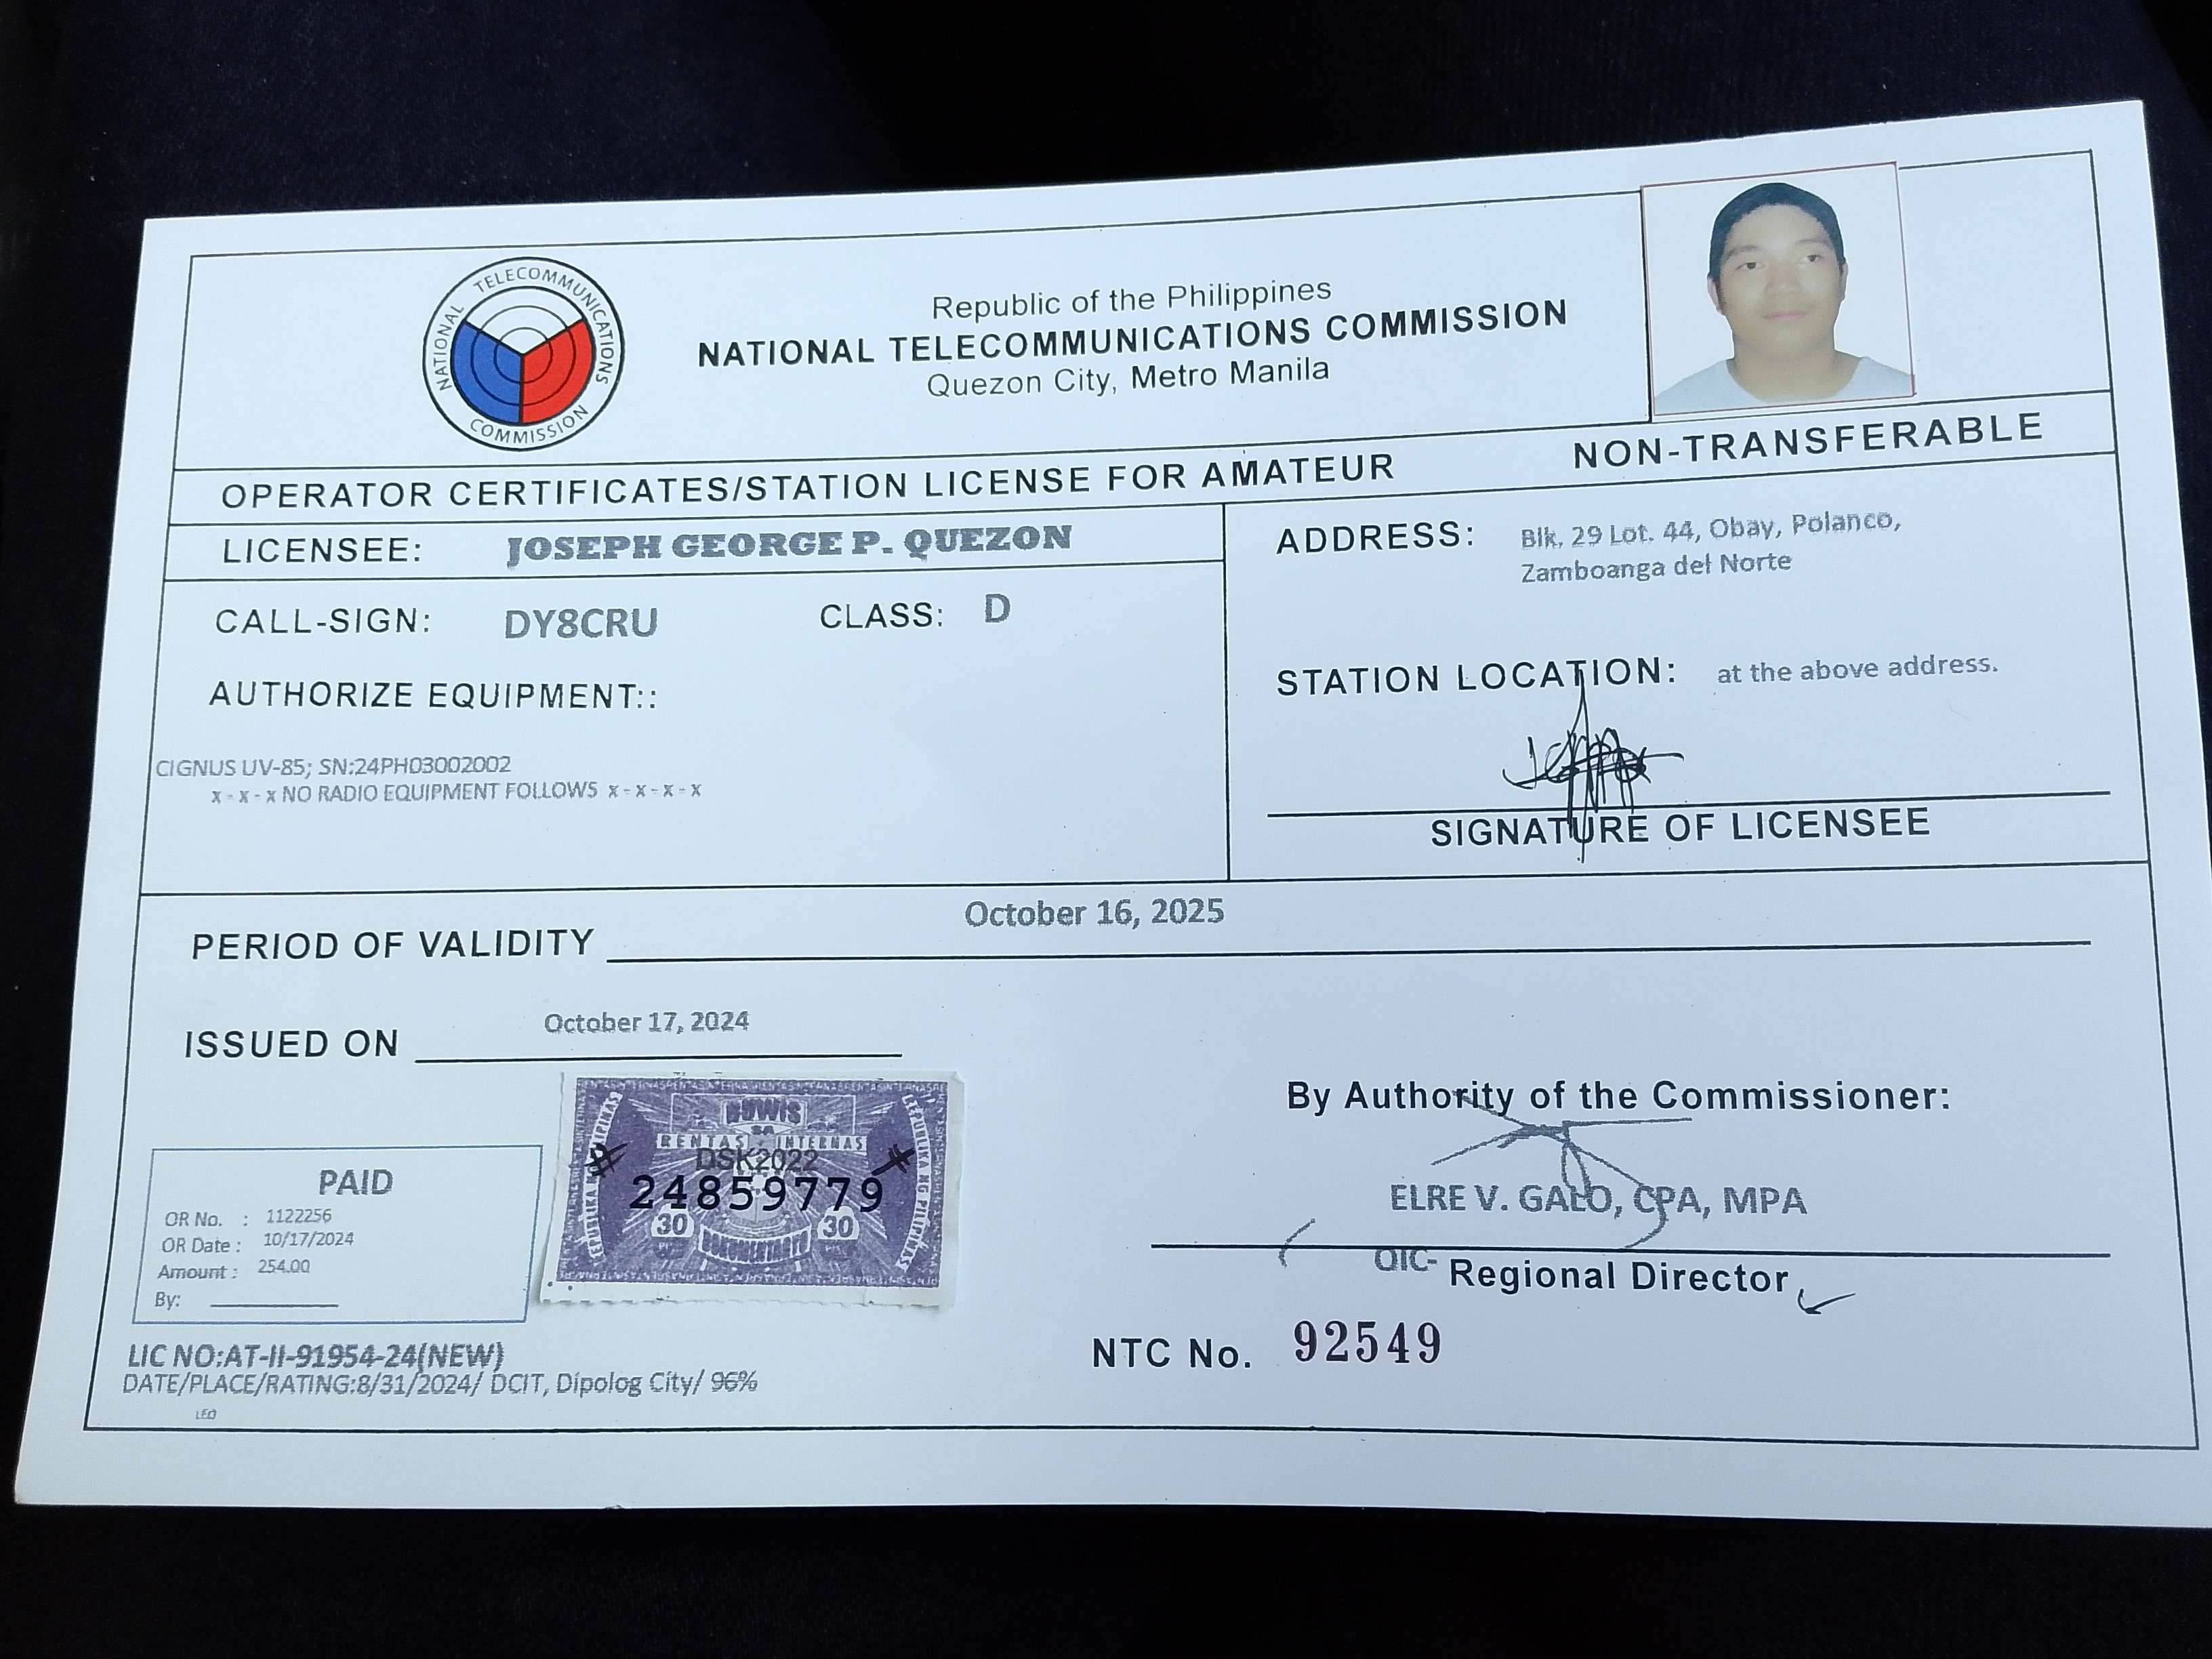 NATIONAL TELECOMMUNICATIONS COMMISSION
Republic of the Philippines
NATIONAL TELECOMMUNICATIONS COMMISSION
Quezon City, Metro Manila
OPERATOR CERTIFICATES/STATION LICENSE FOR AMATEUR NON-TRANSFERABLE
LICENSEE: JOSEPH GEORGE P. QUEZON
CALL-SIGN: DY8CRU CLASS: D
AUTHORIZE EQUIPMENT::
CIGNUS UV-85; SN:24PH03002002
x - x - x NO RADIO EQUIPMENT FOLLOWS x - x - x - x
ADDRESS: Blk. 29 Lot. 44, Obay, Polanco,
Zamboanga del Norte
STATION LOCATION: at the above address.
SIGNATURE OF LICENSEE
PERIOD OF VALIDITY October 16, 2025
ISSUED ON October 17, 2024
PAID
OR No. : 1122256
OR Date : 10/17/2024
Amount : 254.00
By:
REPUBLIKA NG PILIPINAS
BUWIS
SA
RENTAS INTERNAS
DSK2022
24859779
30 30
DOKUMENTARYO
REPUBLIKA NG PILIPINAS
By Authority of the Commissioner:
ELRE V. GALO, CPA, MPA
OIC- Regional Director
NTC No. 92549
LIC NO:AT-II-91954-24(NEW)
DATE/PLACE/RATING:8/31/2024/ DCIT, Dipolog City/ 96%
LEO